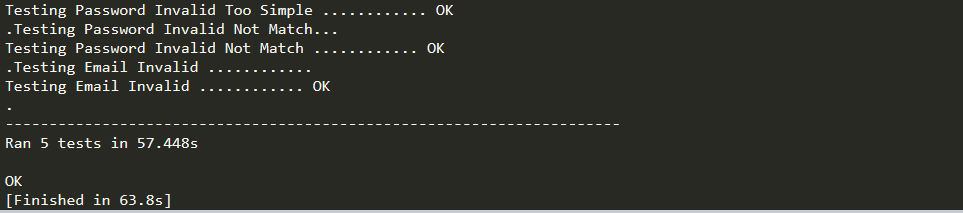 Testing Password Invalid Too Simple ............ OK
.Testing Password Invalid Not Match...
Testing Password Invalid Not Match ............ OK
.Testing Email Invalid ............
Testing Email Invalid ............ OK
.
----------------------------------------------------------------------
Ran 5 tests in 57.448s

OK
[Finished in 63.8s]